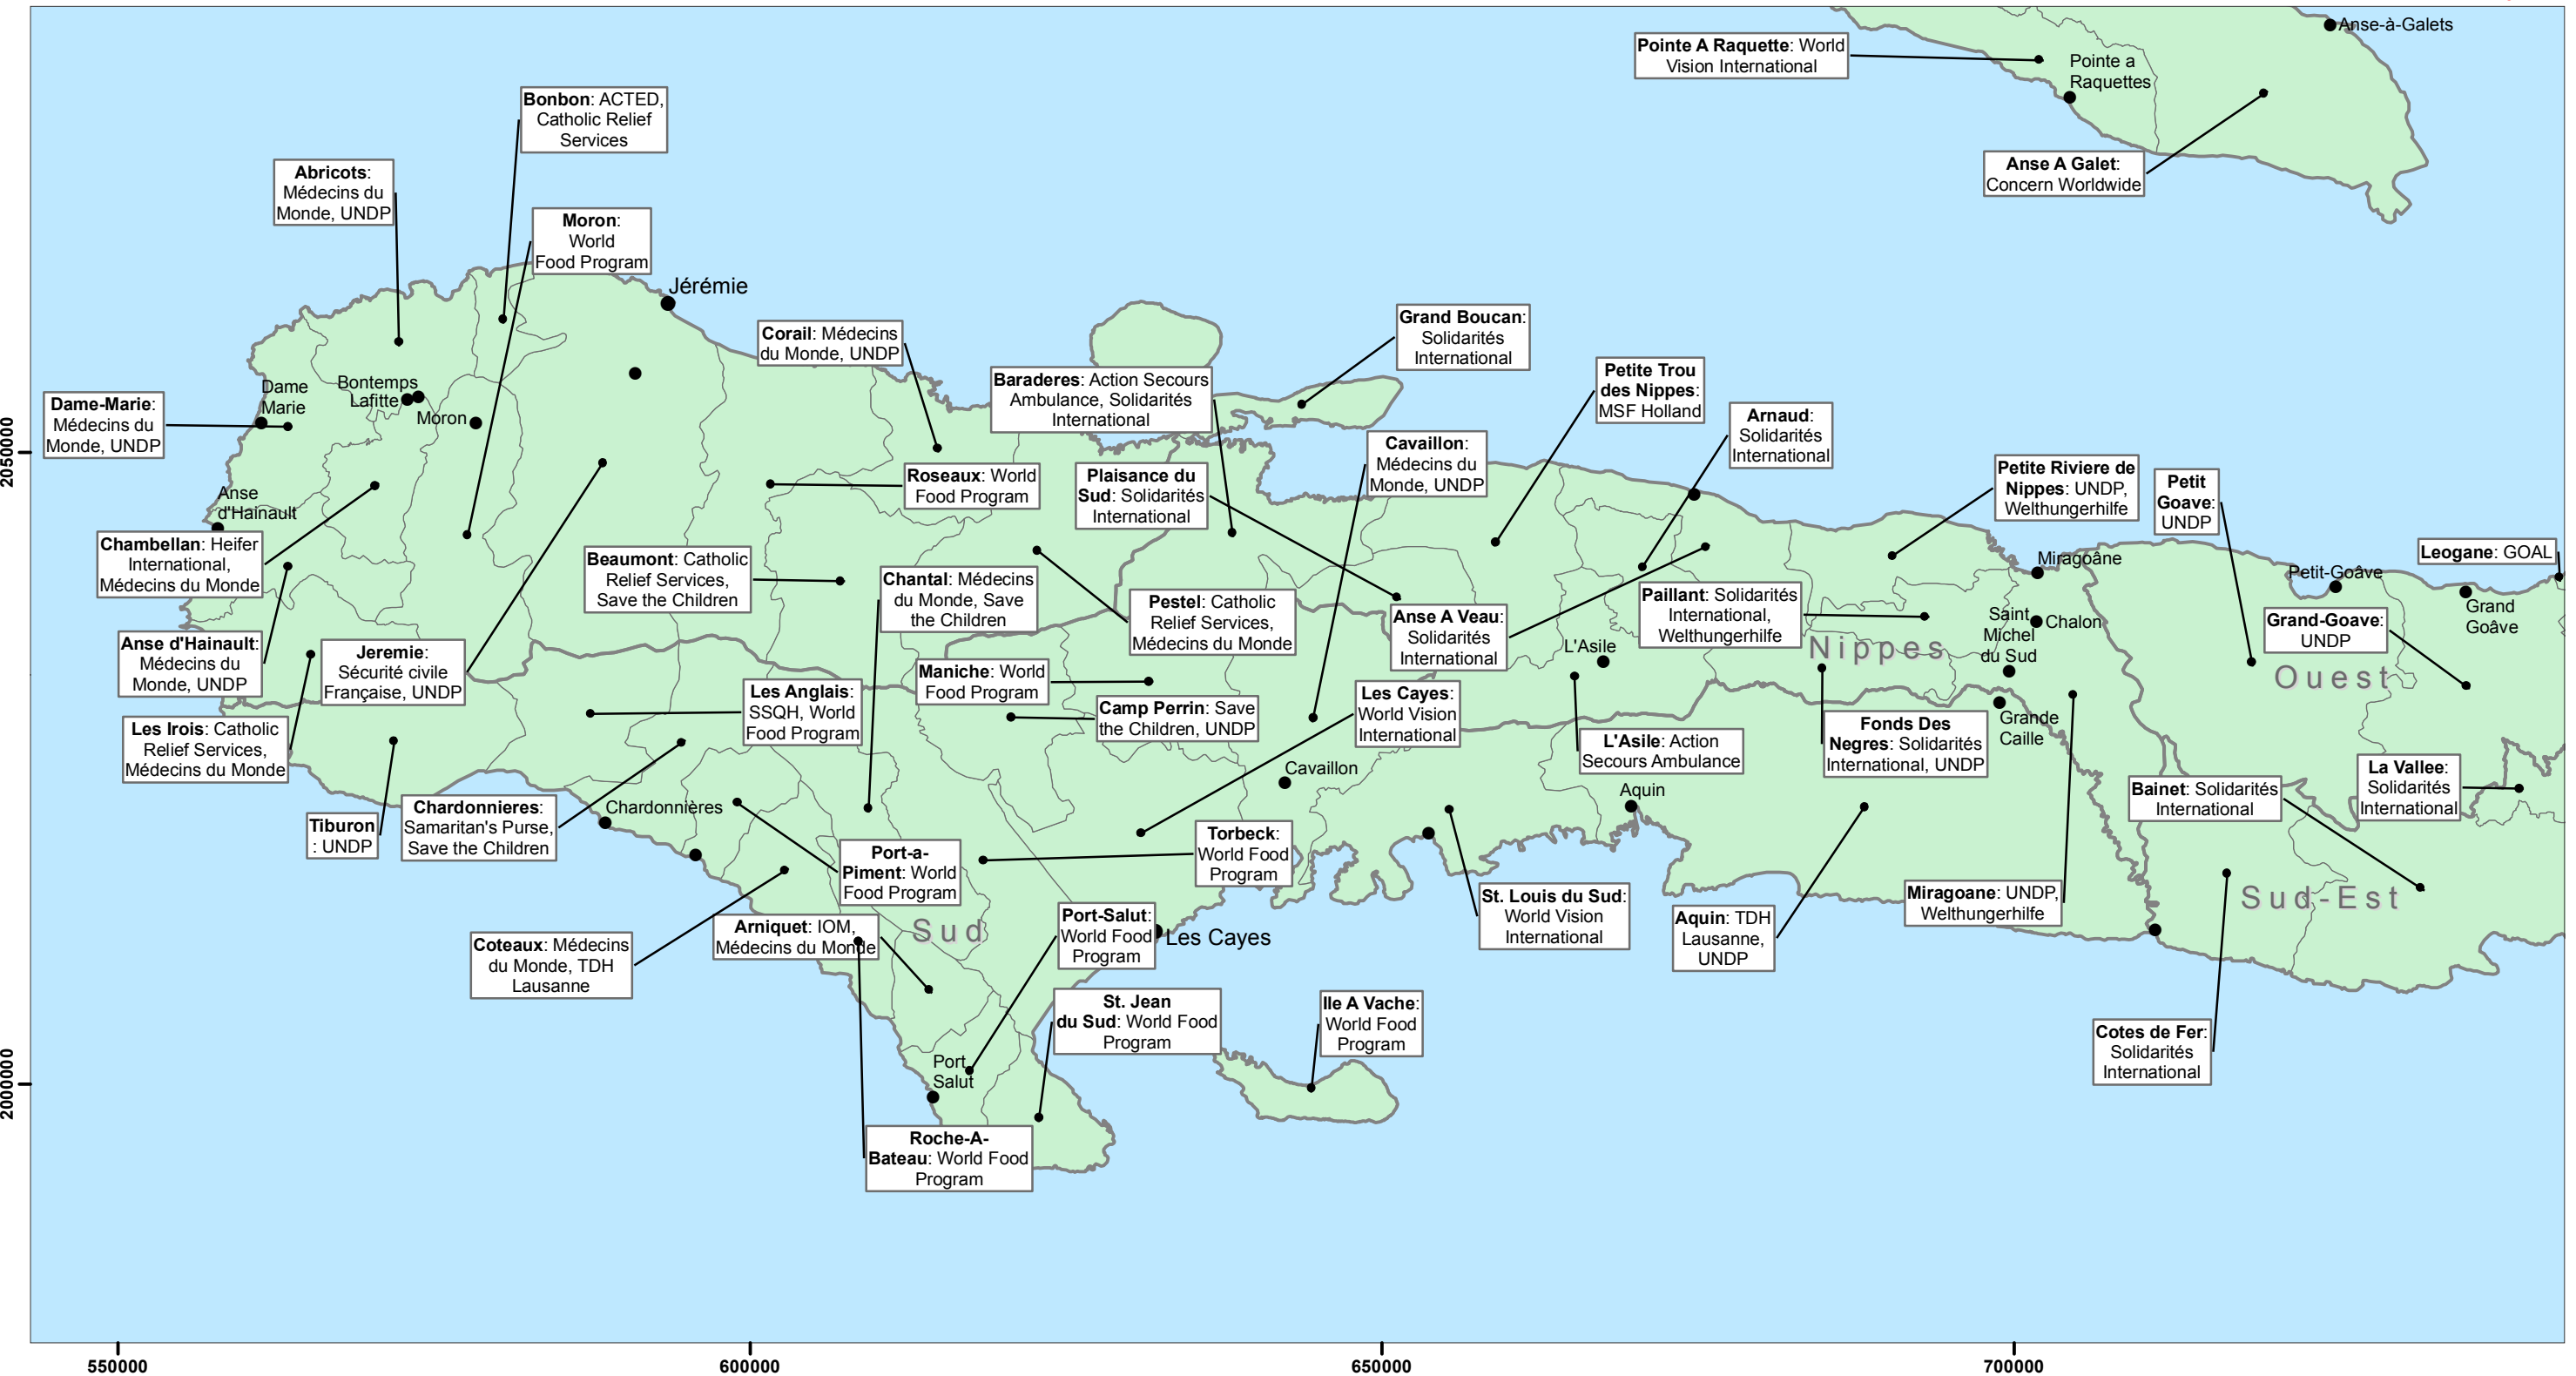 Anse-à-Galets
Pointe A Raquette: World
Vision International
Pointe a
Raquettes
Bonbon: ACTED,
Catholic Relief
Services
Anse A Galet:
Concern Worldwide
Abricots:
Médecins du
Monde, UNDP
Moron:
World
Food Program
Jérémie
Corail: Médecins
du Monde, UNDP
Grand Boucan:
Solidarités
International
Baraderes: Action Secours
Ambulance, Solidarités
International
Petite Trou
des Nippes:
MSF Holland
Dame
Marie
Bontemps
Lafitte
Moron
Dame-Marie:
Médecins du
Monde, UNDP
Arnaud:
Solidarités
International
Cavaillon:
Médecins du
Monde, UNDP
2050000
Roseaux: World
Food Program
Plaisance du
Sud: Solidarités
International
Petite Riviere de
Nippes: UNDP,
Welthungerhilfe
Petit
Goave:
UNDP
Anse
d'Hainault
Chambellan: Heifer
International,
Médecins du Monde
Beaumont: Catholic
Relief Services,
Save the Children
Chantal: Médecins
du Monde, Save
the Children
Pestel: Catholic
Relief Services,
Médecins du Monde
Anse A Veau:
Solidarités
International
Paillant: Solidarités
International,
Welthungerhilfe
Miragoâne
Leogane: GOAL
Petit-Goâve
Grand
Goâve
Saint
Michel
du Sud
Chalon
Grand-Goave:
UNDP
Anse d'Hainault:
Médecins du
Monde, UNDP
Jeremie:
Sécurité civile
Française, UNDP
L'Asile
Nippes
Ouest
Maniche: World
Food Program
Les Anglais:
SSQH, World
Food Program
Camp Perrin: Save
the Children, UNDP
Les Cayes:
World Vision
International
Les Irois: Catholic
Relief Services,
Médecins du Monde
L'Asile: Action
Secours Ambulance
Fonds Des
Negres: Solidarités
International, UNDP
Grande
Caille
Cavaillon
Aquin
Bainet: Solidarités
International
La Vallee:
Solidarités
International
Tiburon
: UNDP
Chardonnieres:
Samaritan's Purse,
Save the Children
Chardonnières
Port-a-
Piment: World
Food Program
Torbeck:
World Food
Program
St. Louis du Sud:
World Vision
International
Aquin: TDH
Lausanne,
UNDP
Miragoane: UNDP,
Welthungerhilfe
Sud-Est
Coteaux: Médecins
du Monde, TDH
Lausanne
Arniquet: IOM,
Médecins du Monde
Sud
Port-Salut:
World Food
Program
Les Cayes
St. Jean
du Sud: World Food
Program
Ile A Vache:
World Food
Program
Cotes de Fer:
Solidarités
International
Port
Salut
2000000
Roche-A-
Bateau: World Food
Program
550000
600000
650000
700000